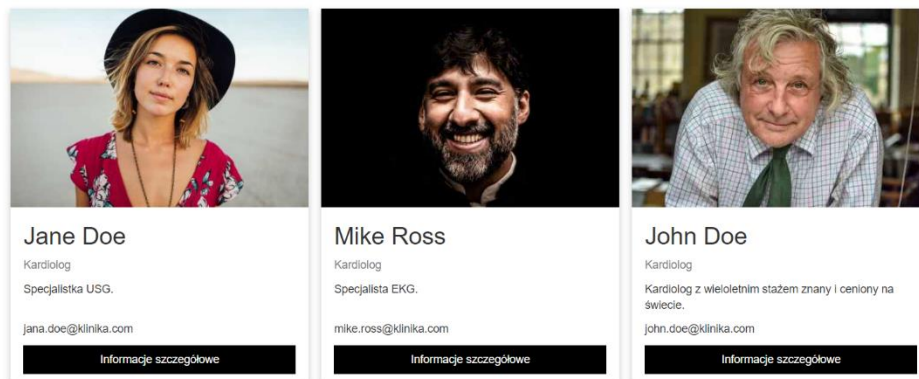 Jane Doe
Kardiolog
Specjalistka USG.
jana.doe@klinika.com
Informacje szczegółowe
Mike Ross
Kardiolog
Specjalista EKG.
mike.ross@klinika.com
Informacje szczegółowe
John Doe
Kardiolog
Kardiolog z wieloletnim stażem znany i ceniony na
świecie.
john.doe@klinika.com
Informacje szczegółowe